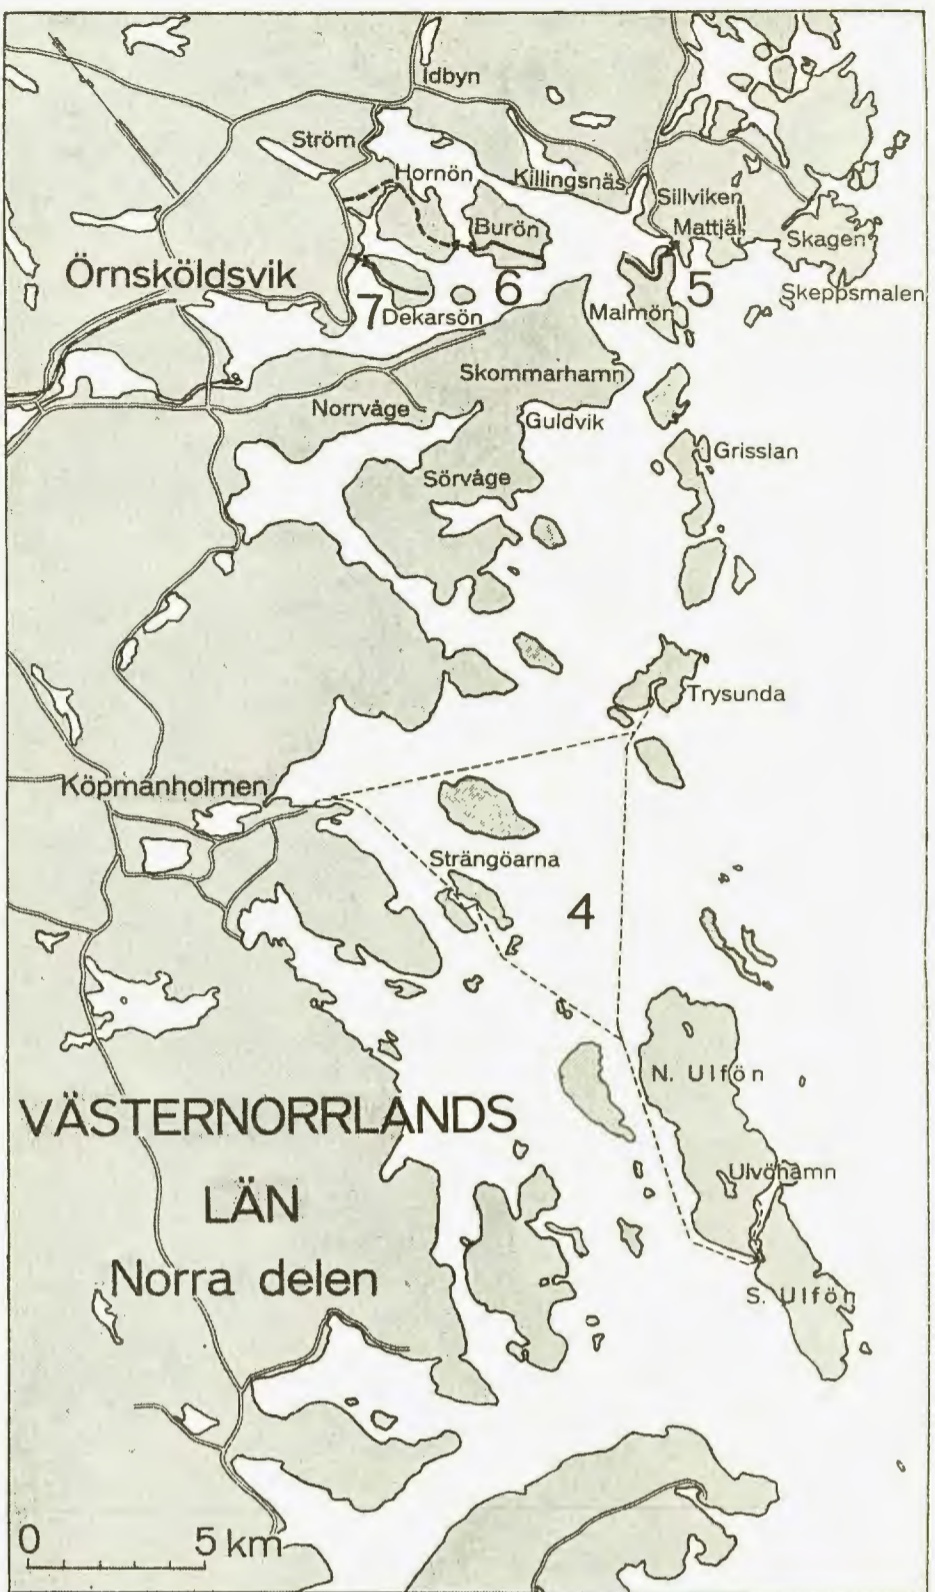 Idbyn
Ström
Hornön
Killingsnäs
Sillviken
Burön
Mattjäl
Skagen
Örnsköldsvik
6
5
Skeppsmalen
7
Dekarsön
Malmön
Skommarhamn
Norrvåge
Guldvik
Grisslan
Sörvåge
Trysunda
Köpmanholmen
Strängöarna
4
N. Ulfön
VÄSTERNORRLANDS
Ulvöhamn
LÄN
Norra delen
S. Ulfön
0 5 km